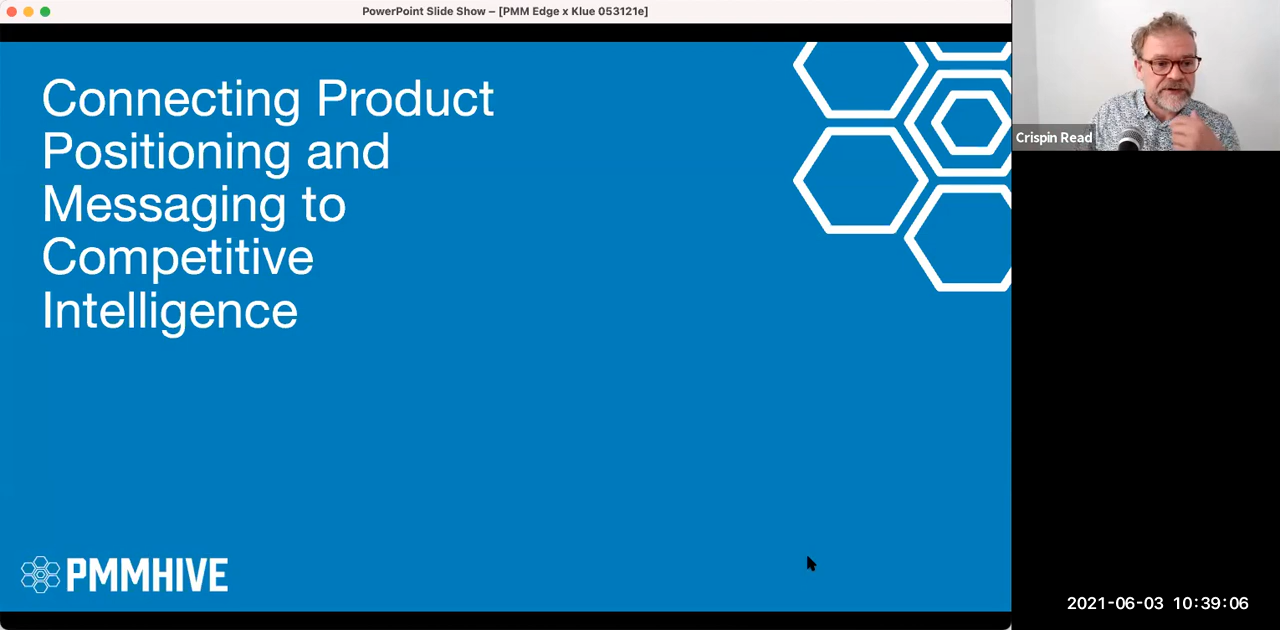 PowerPoint Slide Show – [PMM Edge x Klue 053121e]
Connecting Product
Positioning and
Messaging to
Competitive
Intelligence
Crispin Read
PMMHIVE
2021-06-03 10:39:06